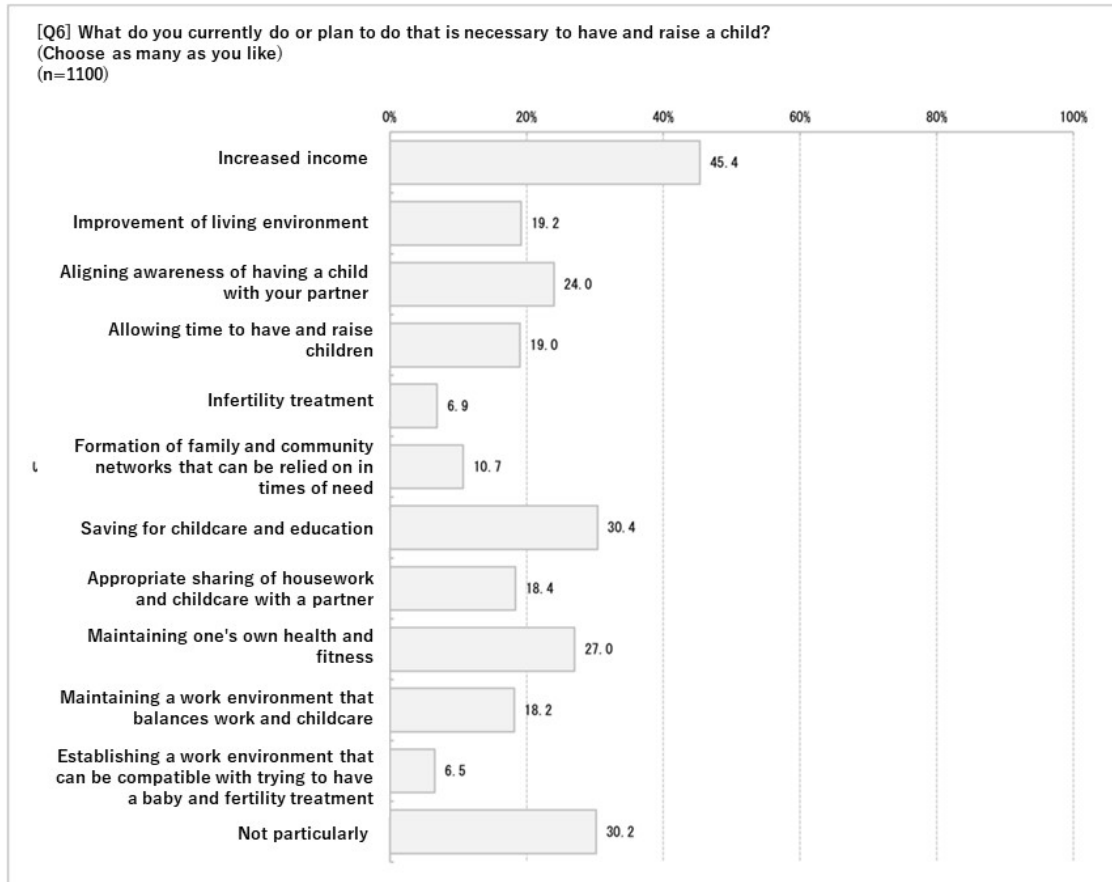 [Q6] What do you currently do or plan to do that is necessary to have and raise a child?
(Choose as many as you like)
(n=1100)
0% 20% 40% 60% 80% 100%
Increased income 45.4
Improvement of living environment 19.2
Aligning awareness of having a child
with your partner 24.0
Allowing time to have and raise
children 19.0
Infertility treatment 6.9
Formation of family and community
networks that can be relied on in
times of need 10.7
Saving for childcare and education 30.4
Appropriate sharing of housework
and childcare with a partner 18.4
Maintaining one's own health and
fitness 27.0
Maintaining a work environment that
balances work and childcare 18.2
Establishing a work environment that
can be compatible with trying to have
a baby and fertility treatment 6.5
Not particularly 30.2